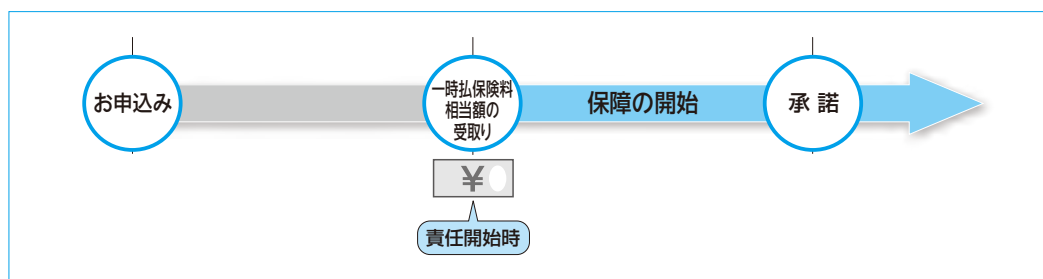 お申込み
一時払保険料
相当額の
受取り
保障の開始
承諾
¥
責任開始時